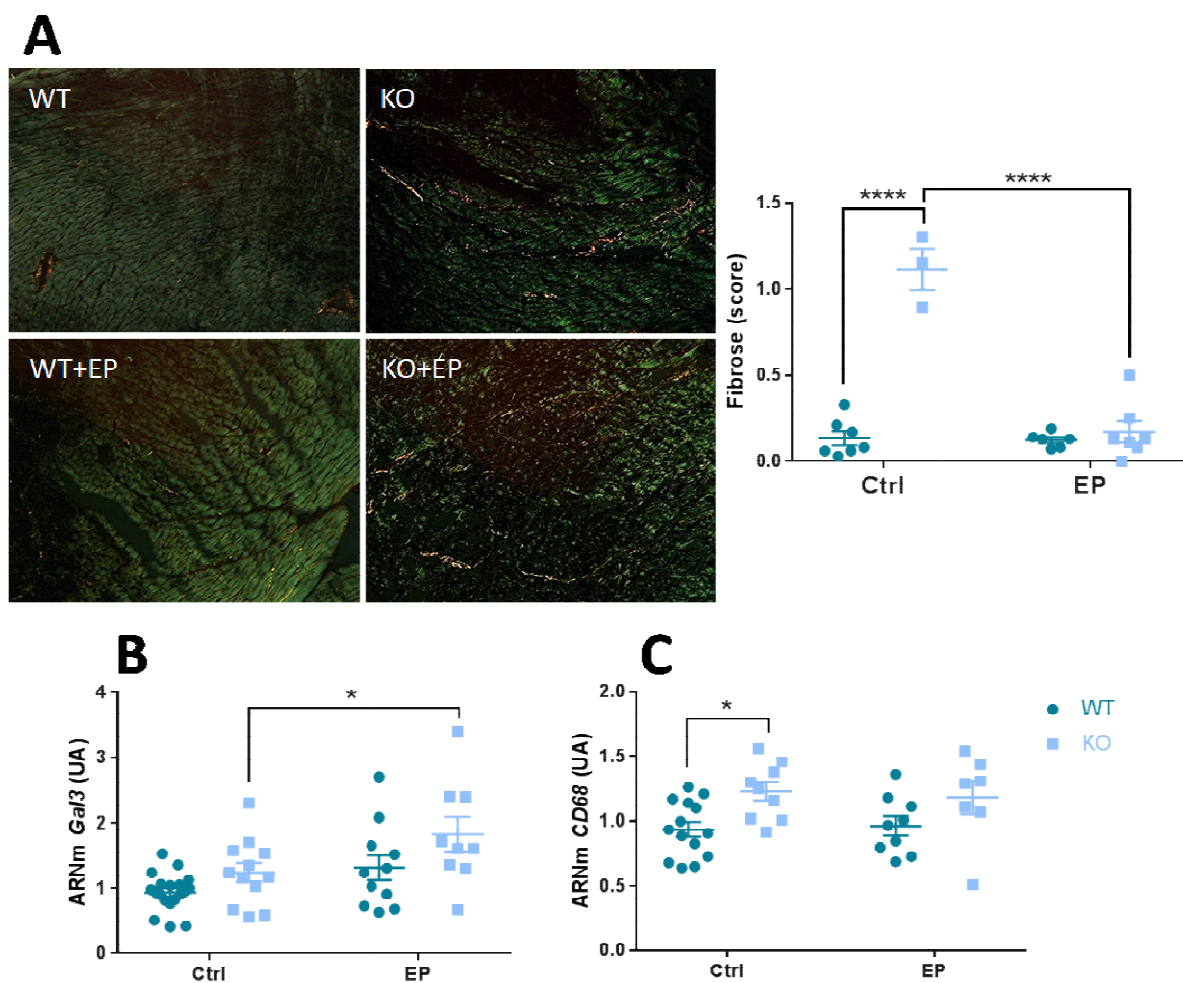 A
WT
KO
WT+EP
KO+EP
Fibrose (score)
1.5
1.0
0.5
0.0
****
****
Ctrl
EP
B
ARNm Gal3 (UA)
4
3
2
1
0
*
Ctrl
EP
C
ARNm CD68 (UA)
2.0
1.5
1.0
0.5
0.0
*
Ctrl
EP
WT
KO